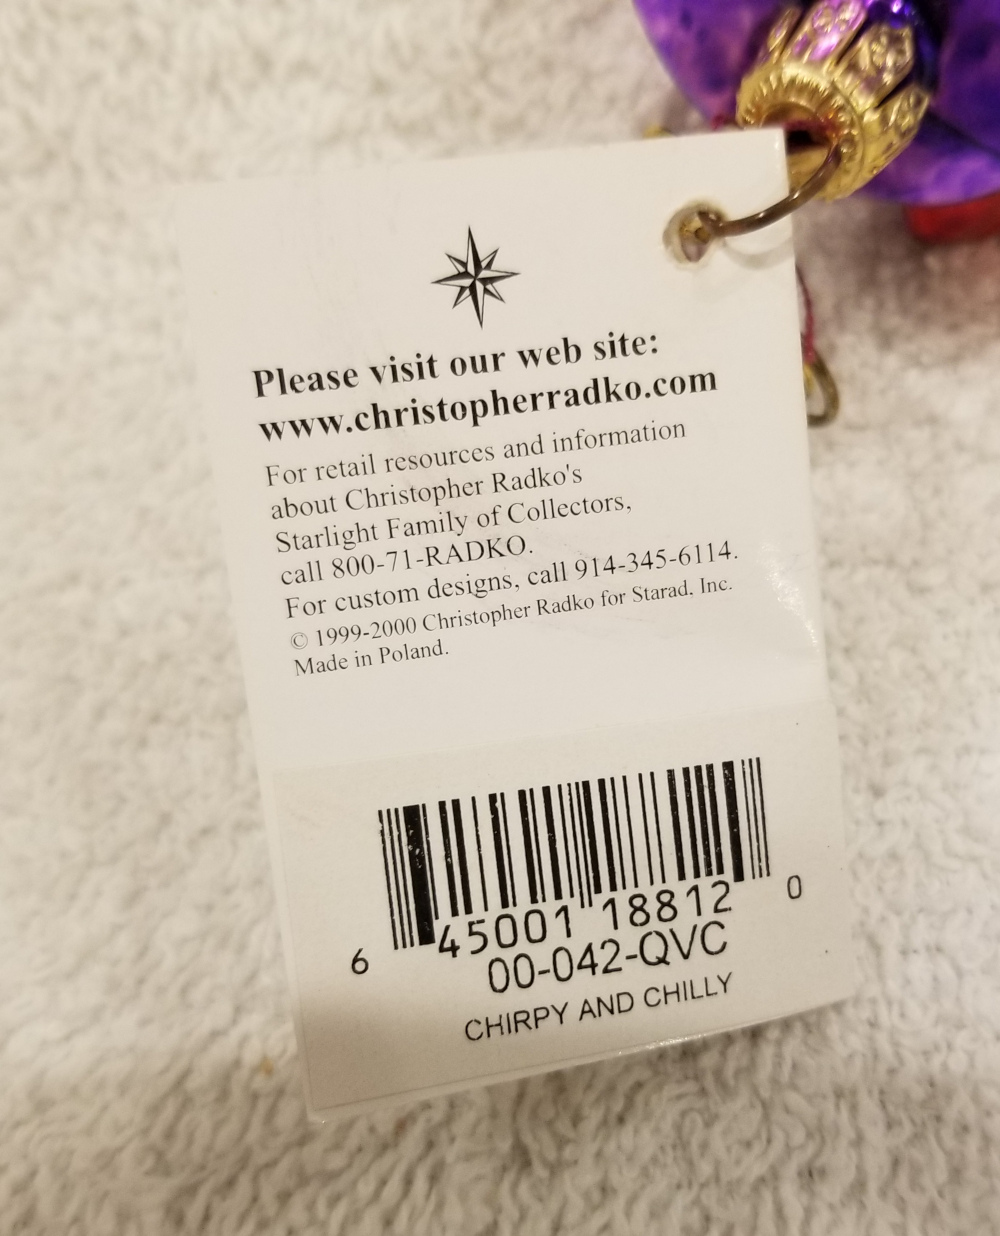 Please visit our web site:
www.christopherradko.com
For retail resources and information
about Christopher Radko's
Starlight Family of Collectors,
call 800-71-RADKO.
For custom designs, call 914-345-6114.
© 1999-2000 Christopher Radko for Starad. Inc.
Made in Poland.
6 45001 18812 0
00-042-QVC
CHIRPY AND CHILLY